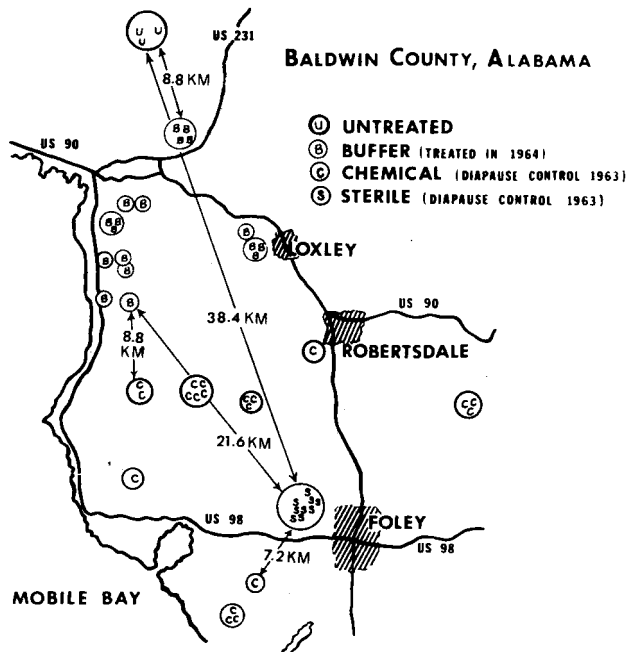 US 231
BALDWIN COUNTY, ALABAMA
U U
U
8.8 KM
U UNTREATED
B BUFFER (TREATED IN 1964)
C CHEMICAL (DIAPAUSE CONTROL 1963)
S STERILE (DIAPAUSE CONTROL 1963)
B B
B B
US 90
B B
B B
B
B
B B
B
LOXLEY
B B
B
B B
38.4 KM
US 90
8.8
KM
ROBERTSDALE
C
C
C
C C
C C C
C C
C
C C
C
21.6 KM
C
S
S S
S S S
S S
FOLEY
US 98
US 98
7.2 KM
C
MOBILE BAY
C
C C